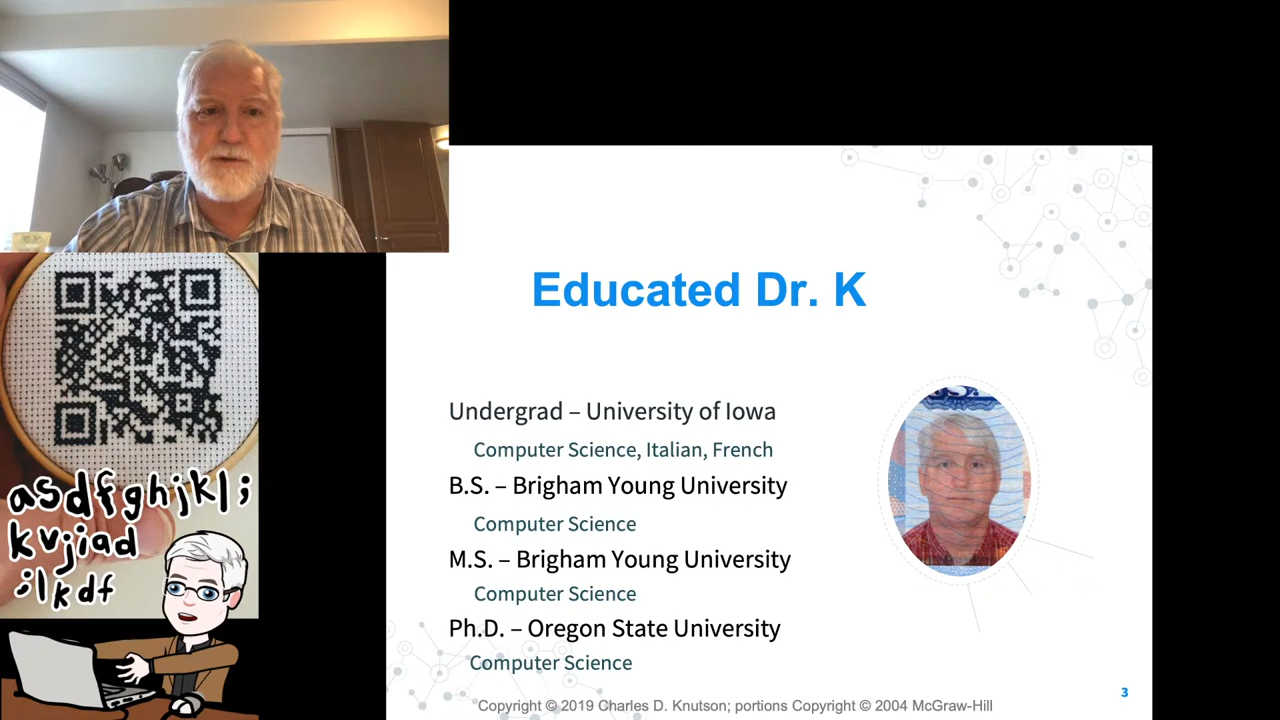 Educated Dr. K
Undergrad – University of Iowa
Computer Science, Italian, French
B.S. – Brigham Young University
Computer Science
M.S. – Brigham Young University
Computer Science
Ph.D. – Oregon State University
Computer Science
3
Copyright © 2019 Charles D. Knutson; portions Copyright © 2004 McGraw-Hill
asdfghjkl;
kvjiad
;lkdf